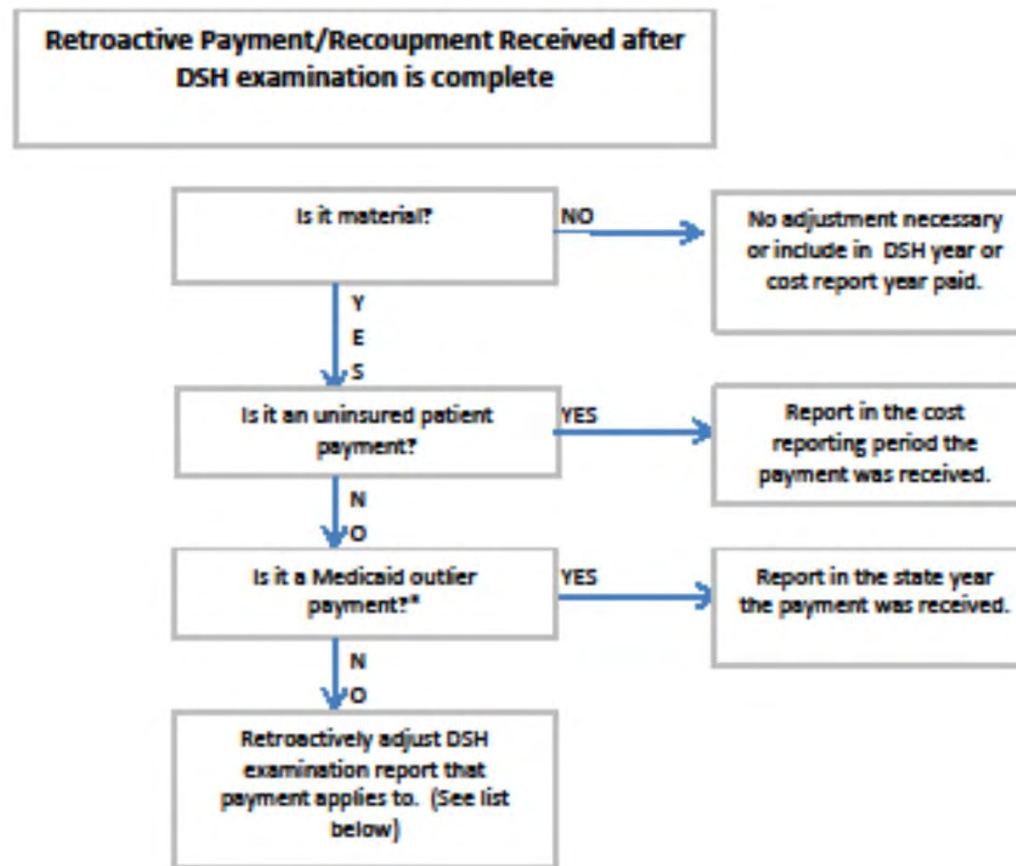 Retroactive Payment/Recoupment Received after
DSH examination is complete
Is it material?
NO
No adjustment necessary
or include in DSH year or
cost report year paid.
Y
E
S
Is it an uninsured patient
payment?
YES
Report in the cost
reporting period the
payment was received.
N
O
Is it a Medicaid outlier
payment?*
YES
Report in the state year
the payment was received.
N
O
Retroactively adjust DSH
examination report that
payment applies to. (See list
below)